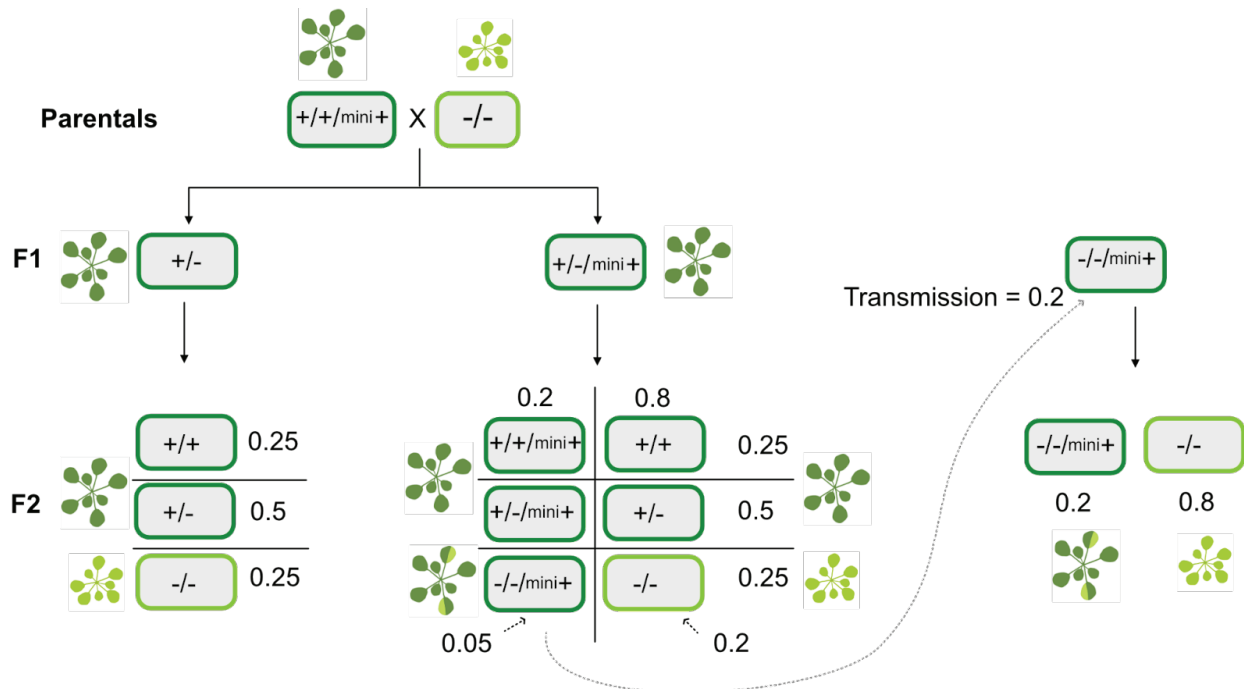 Parentals
+/+/mini+
X
-/-
F1
+/-
+/-/mini+
-/-/mini+
Transmission = 0.2
0.2
0.8
F2
+/+
0.25
+/+/mini+
+/+
0.25
+/-
0.5
+/-/mini+
+/-
0.5
-/-
0.25
-/-/mini+
-/-
0.25
0.05
0.2
-/-/mini+
-/-
0.2
0.8